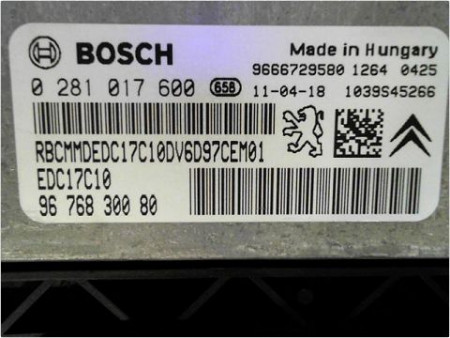 BOSCH
Made in Hungary
9666729580 1264 0425
0 281 017 600 656 11-04-18 1039S45266
RBCMMDEDC17C10DV6D97CEM01
EDC17C10
96 768 300 80